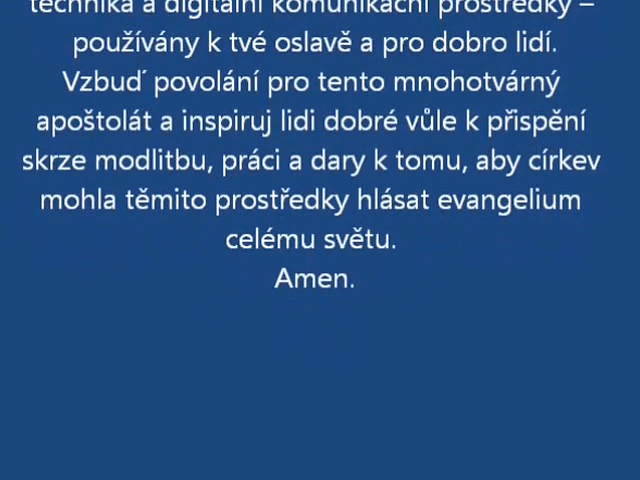 technika a digitální komunikační prostředky –
používány k tvé oslavě a pro dobro lidí.
Vzbuď povolání pro tento mnohotvárný
apoštolát a inspiruj lidi dobré vůle k přispění
skrze modlitbu, práci a dary k tomu, aby církev
mohla těmito prostředky hlásat evangelium
celému světu.
Amen.